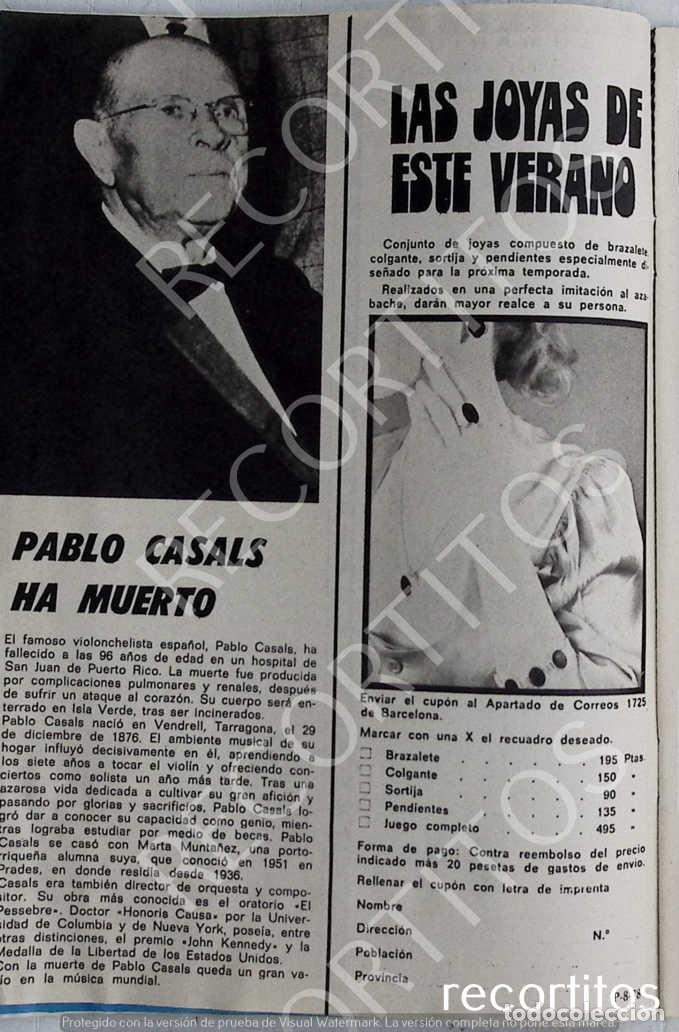 PABLO CASALS
HA MUERTO
El famoso violonchelista español, Pablo Casals, ha
fallecido a las 96 años de edad en un hospital de
San Juan de Puerto Rico. La muerte fue producida
por complicaciones pulmonares y renales, después
de sufrir un ataque al corazón. Su cuerpo será en-
terrado en Isla Verde, tras ser incinerados.
Pablo Casals nació en Vendrell, Tarragona, el 29
de diciembre de 1876. El ambiente musical de su
hogar influyó decisivamente en él, aprendiendo a
los siete años a tocar el violín y ofreciendo con-
ciertos como solista un año más tarde. Tras una
azarosa vida dedicada a cultivar su gran afición y
pasando por glorias y sacrificios, Pablo Casals lo-
gró dar a conocer su capacidad como genio, mien-
tras lograba estudiar por medio de becas. Pablo
Casals se casó con Marta Muntañez, una porto-
rriqueña alumna suya, que conoció en 1951 en
Prades, en donde residía desde 1936.
Casals era también director de orquesta y compo-
sitor. Su obra más conocida es el oratorio «El
Pessebre». Doctor «Honoris Causa» por la Univer-
sidad de Columbia y de Nueva York, poseía, entre
otras distinciones, el premio «John Kennedy» y la
Medalla de la Libertad de los Estados Unidos.
Con la muerte de Pablo Casals queda un gran va-
cío en la música mundial.
LAS JOYAS DE
ESTE VERANO
Conjunto de joyas compuesto de brazalete,
colgante, sortija y pendientes especialmente di-
señado para la próxima temporada.
Realizados en una perfecta imitación al aza-
bache, darán mayor realce a su persona.
Enviar el cupón al Apartado de Correos 1725
de Barcelona.
Marcar con una X el recuadro deseado.
Brazalete . . . . . . 195 Ptas.
Colgante . . . . . . 150 "
Sortija . . . . . . 90 "
Pendientes . . . . . 135 "
Juego completo . . . . 495 "
Forma de pago: Contra reembolso del precio
indicado más 20 pesetas de gastos de envío.
Rellenar el cupón con letra de imprenta
Nombre
Dirección N.º
Población
Provincia
RECORTITOS
RECORTITOS
RECORTITOS
RECORTITOS
recortitos
todocoleccion
Protegido con la versión de prueba de Visual Watermark. La versión completa no pone esta marca.